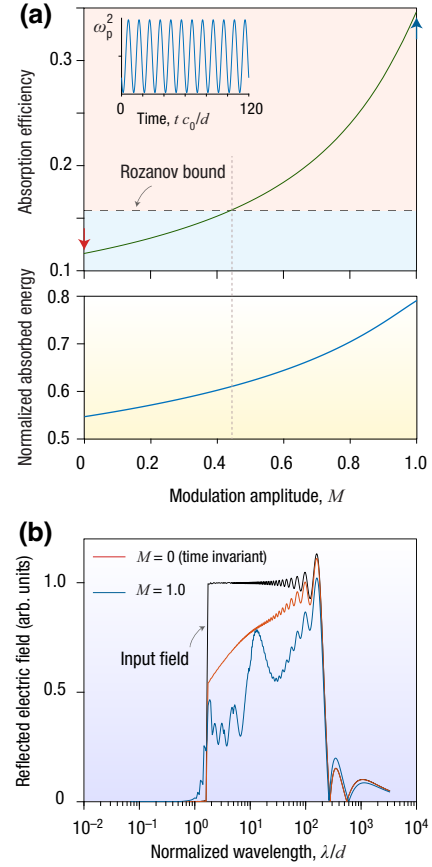 (a)
ω_p^2
0.3
0 120
Time, t c_0/d
Absorption efficiency
0.2
Rozanov bound
0.1
0.8
Normalized absorbed energy
0.7
0.6
0.5
0 0.2 0.4 0.6 0.8 1.0
Modulation amplitude, M
(b)
M = 0 (time invariant)
M = 1.0
Reflected electric field (arb. units)
1.0
Input field
0.5
0
10^−2 10^−1 10^0 10^1 10^2 10^3 10^4
Normalized wavelength, λ/d